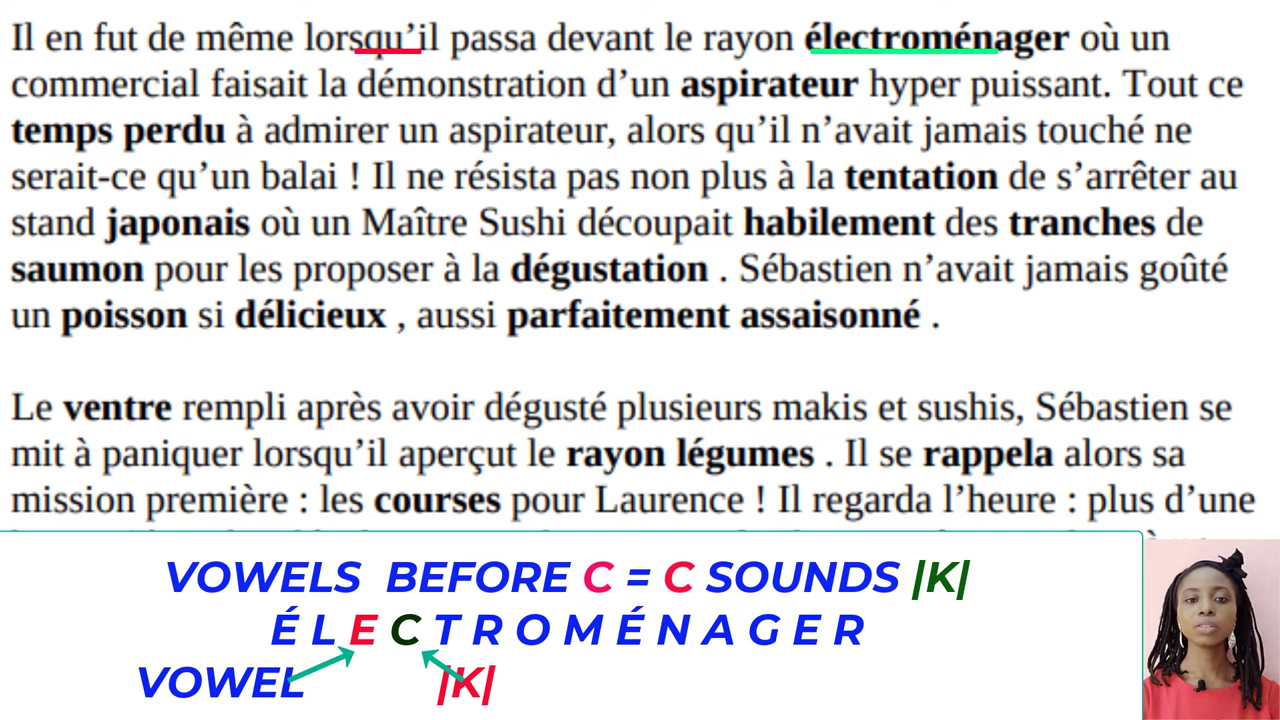 Il en fut de même lorsqu’il passa devant le rayon électroménager où un
commercial faisait la démonstration d’un aspirateur hyper puissant. Tout ce
temps perdu à admirer un aspirateur, alors qu’il n’avait jamais touché ne
serait-ce qu’un balai ! Il ne résista pas non plus à la tentation de s’arrêter au
stand japonais où un Maître Sushi découpait habilement des tranches de
saumon pour les proposer à la dégustation . Sébastien n’avait jamais goûté
un poisson si délicieux , aussi parfaitement assaisonné .
Le ventre rempli après avoir dégusté plusieurs makis et sushis, Sébastien se
mit à paniquer lorsqu’il aperçut le rayon légumes . Il se rappela alors sa
mission première : les courses pour Laurence ! Il regarda l’heure : plus d’une
VOWELS BEFORE C = C SOUNDS |K|
É L E C T R O M É N A G E R
VOWEL |K|